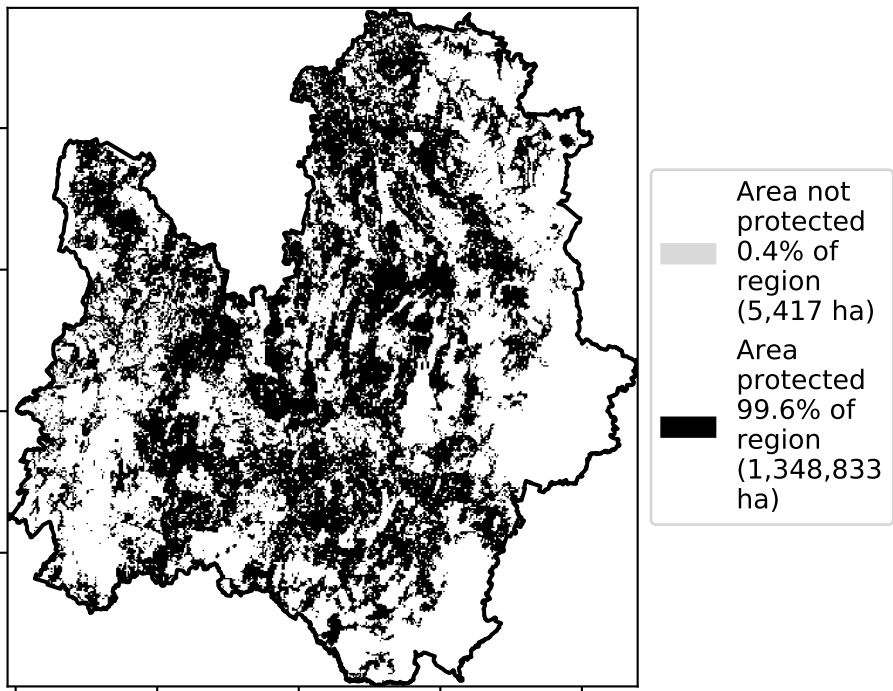 Area not
protected
0.4% of
region
(5,417 ha)
Area
protected
99.6% of
region
(1,348,833
ha)